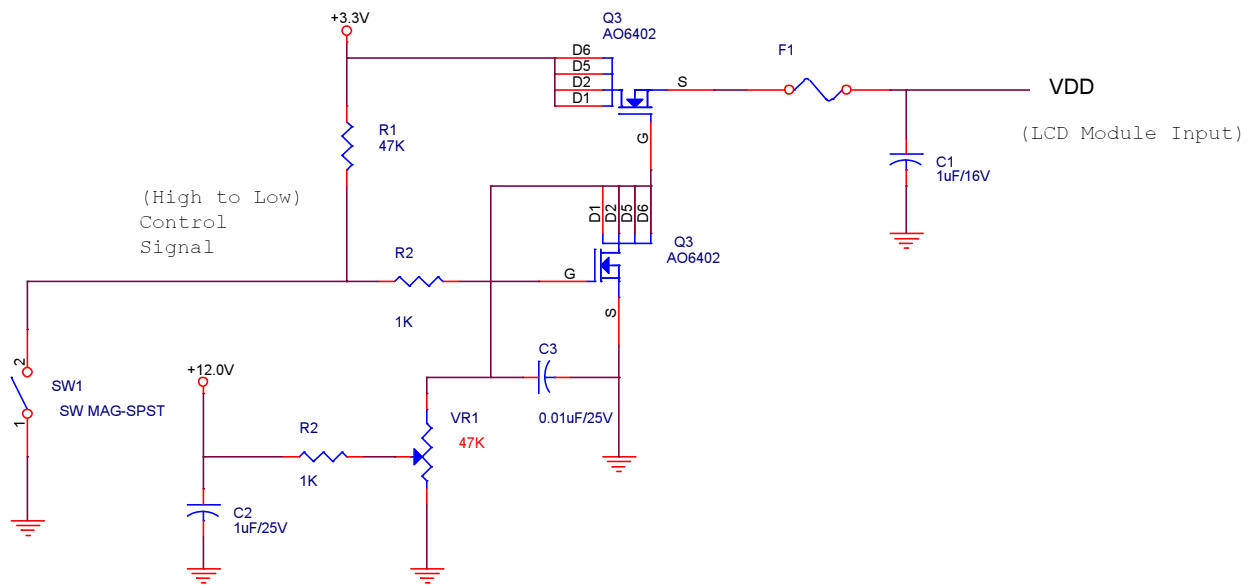 +3.3V
Q3
AO6402
D6
D5
D2
D1
S
G
F1
VDD
(LCD Module Input)
R1
47K
C1
1uF/16V
(High to Low)
Control
Signal
D1
D2
D5
D6
Q3
AO6402
R2
1K
G
S
2
1
SW1
SW MAG-SPST
+12.0V
C3
0.01uF/25V
VR1
47K
R2
1K
C2
1uF/25V